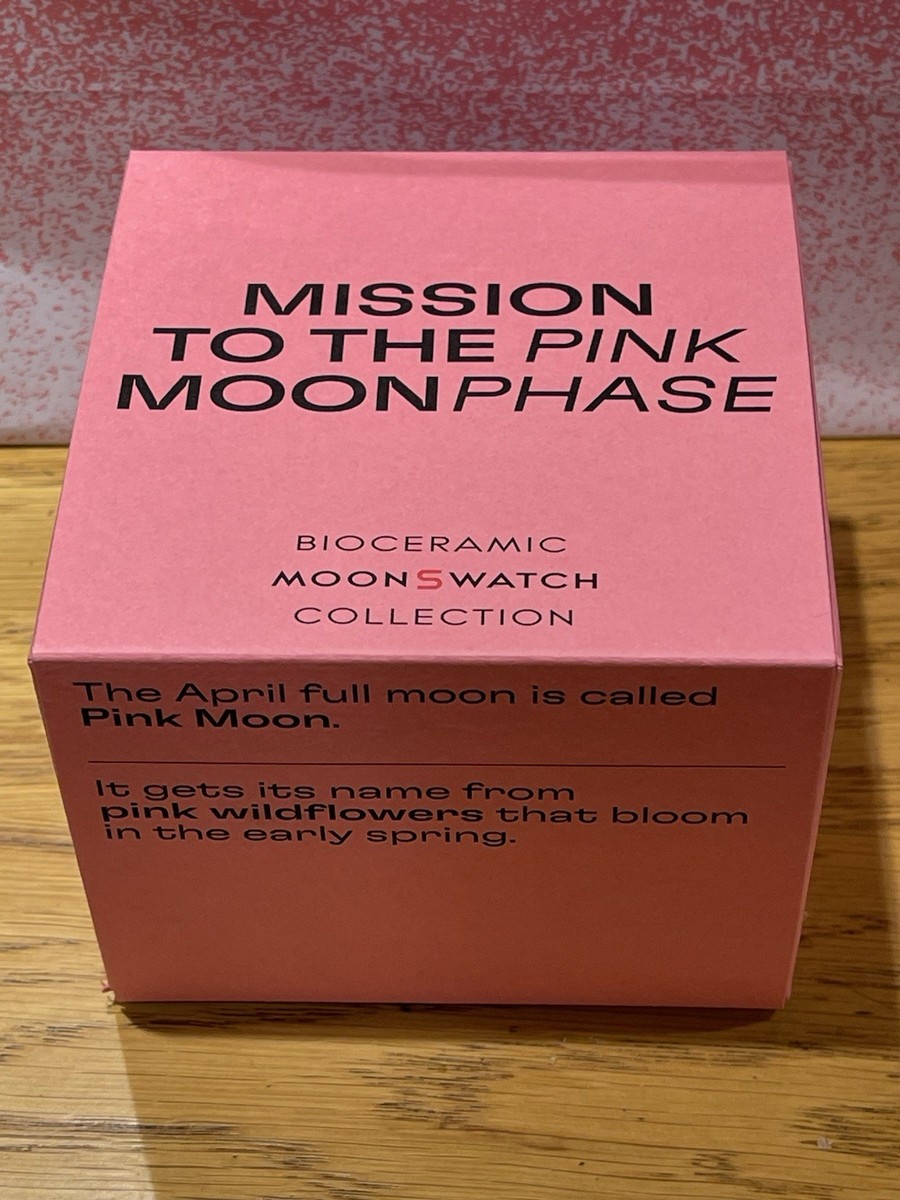 MISSION
TO THE PINK
MOONPHASE
BIOCERAMIC
MOONSWATCH
COLLECTION
The April full moon is called
Pink Moon.
It gets its name from
pink wildflowers that bloom
in the early spring.